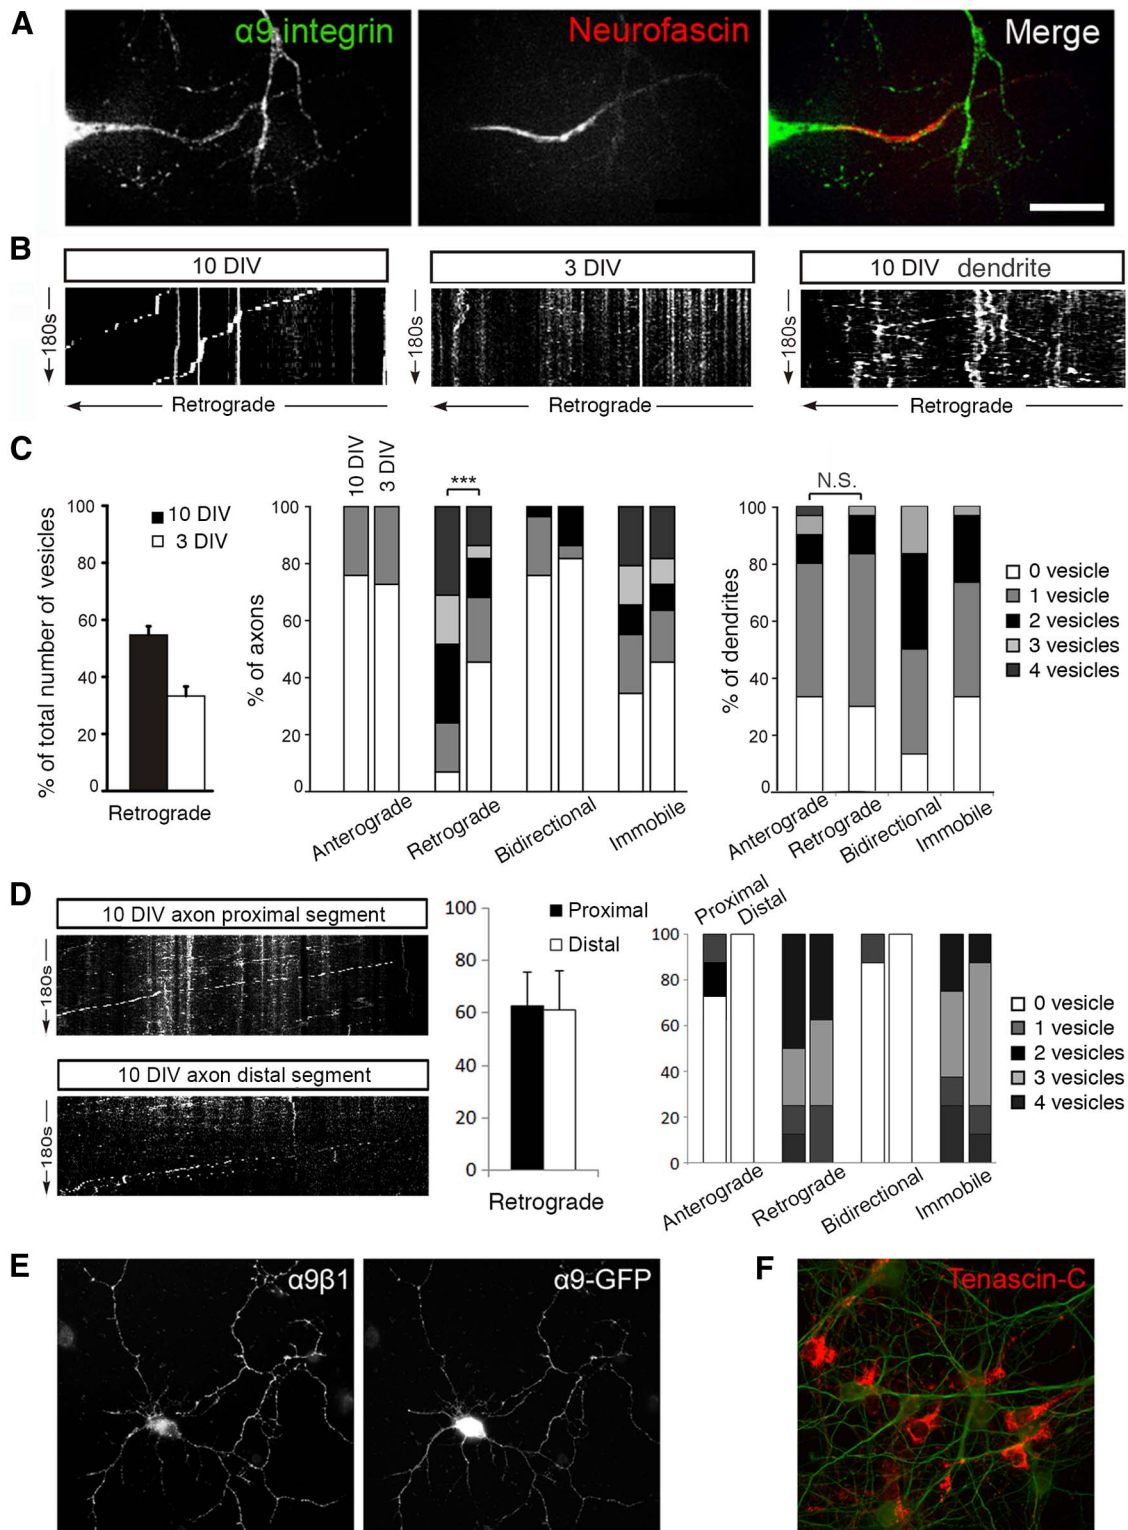 A
α9 integrin
Neurofascin
Merge
B
10 DIV
3 DIV
10 DIV dendrite
180s
180s
180s
Retrograde
Retrograde
Retrograde
C
% of total number of vesicles
100
80
60
40
20
0
10 DIV
3 DIV
Retrograde
% of axons
100
80
60
40
20
0
10 DIV
3 DIV
***
Anterograde
Retrograde
Bidirectional
Immobile
% of dendrites
100
80
60
40
20
0
N.S.
Anterograde
Retrograde
Bidirectional
Immobile
0 vesicle
1 vesicle
2 vesicles
3 vesicles
4 vesicles
D
10 DIV axon proximal segment
180s
10 DIV axon distal segment
180s
100
80
60
40
20
0
Proximal
Distal
Retrograde
Proximal
Distal
100
80
60
40
20
0
Anterograde
Retrograde
Bidirectional
Immobile
0 vesicle
1 vesicle
2 vesicles
3 vesicles
4 vesicles
E
α9β1
α9-GFP
F
Tenascin-C